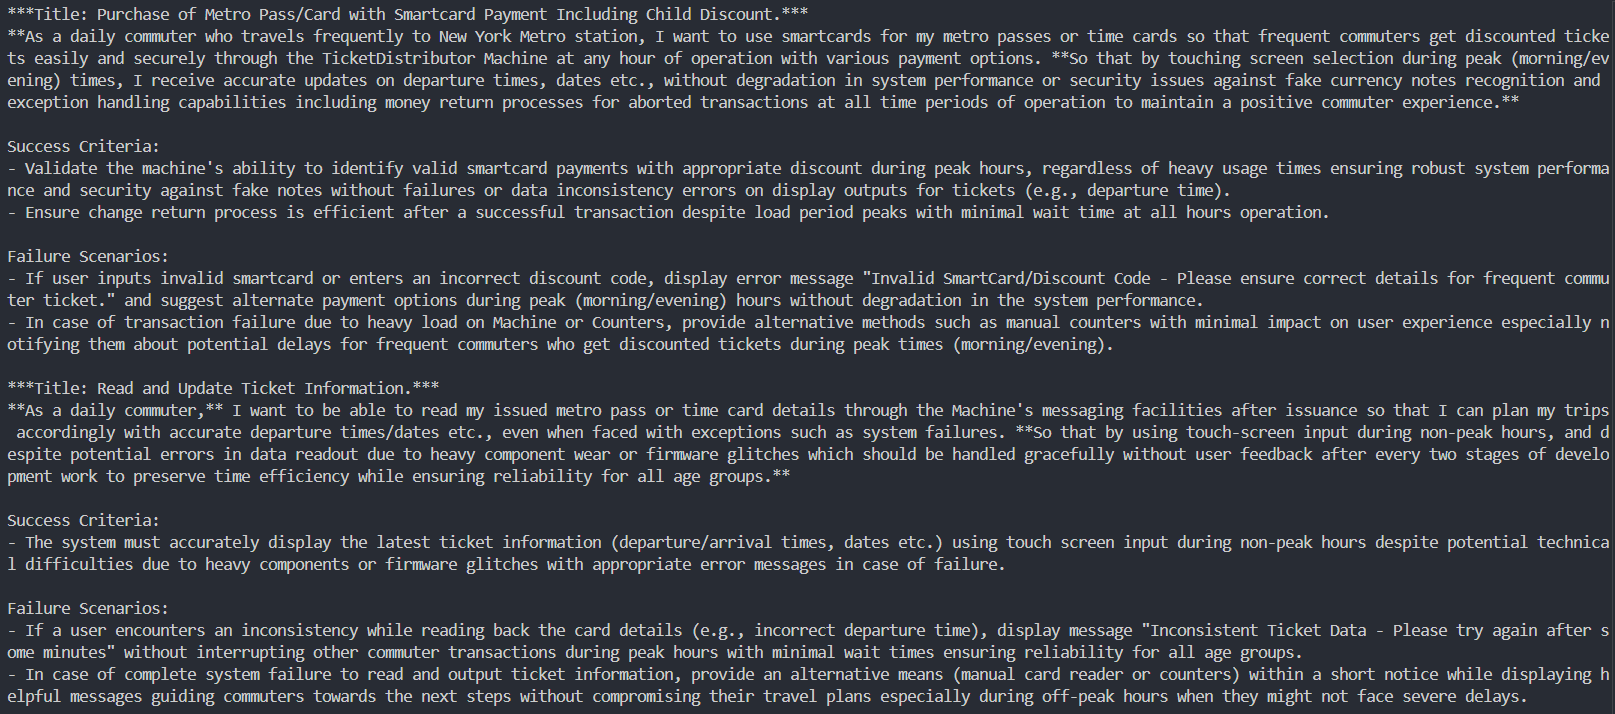 ***Title: Purchase of Metro Pass/Card with Smartcard Payment Including Child Discount.***
**As a daily commuter who travels frequently to New York Metro station, I want to use smartcards for my metro passes or time cards so that frequent commuters get discounted ticke
ts easily and securely through the TicketDistributor Machine at any hour of operation with various payment options. **So that by touching screen selection during peak (morning/ev
ening) times, I receive accurate updates on departure times, dates etc., without degradation in system performance or security issues against fake currency notes recognition and
exception handling capabilities including money return processes for aborted transactions at all time periods of operation to maintain a positive commuter experience.**

Success Criteria:
- Validate the machine's ability to identify valid smartcard payments with appropriate discount during peak hours, regardless of heavy usage times ensuring robust system performa
nce and security against fake notes without failures or data inconsistency errors on display outputs for tickets (e.g., departure time).
- Ensure change return process is efficient after a successful transaction despite load period peaks with minimal wait time at all hours operation.

Failure Scenarios:
- If user inputs invalid smartcard or enters an incorrect discount code, display error message "Invalid SmartCard/Discount Code - Please ensure correct details for frequent commu
ter ticket." and suggest alternate payment options during peak (morning/evening) hours without degradation in the system performance.
- In case of transaction failure due to heavy load on Machine or Counters, provide alternative methods such as manual counters with minimal impact on user experience especially n
otifying them about potential delays for frequent commuters who get discounted tickets during peak times (morning/evening).

***Title: Read and Update Ticket Information.***
**As a daily commuter,** I want to be able to read my issued metro pass or time card details through the Machine's messaging facilities after issuance so that I can plan my trips
 accordingly with accurate departure times/dates etc., even when faced with exceptions such as system failures. **So that by using touch-screen input during non-peak hours, and d
espite potential errors in data readout due to heavy component wear or firmware glitches which should be handled gracefully without user feedback after every two stages of develo
pment work to preserve time efficiency while ensuring reliability for all age groups.**

Success Criteria:
- The system must accurately display the latest ticket information (departure/arrival times, dates etc.) using touch screen input during non-peak hours despite potential technica
l difficulties due to heavy components or firmware glitches with appropriate error messages in case of failure.

Failure Scenarios:
- If a user encounters an inconsistency while reading back the card details (e.g., incorrect departure time), display message "Inconsistent Ticket Data - Please try again after s
ome minutes" without interrupting other commuter transactions during peak hours with minimal wait times ensuring reliability for all age groups.
- In case of complete system failure to read and output ticket information, provide an alternative means (manual card reader or counters) within a short notice while displaying h
elpful messages guiding commuters towards the next steps without compromising their travel plans especially during off-peak hours when they might not face severe delays.